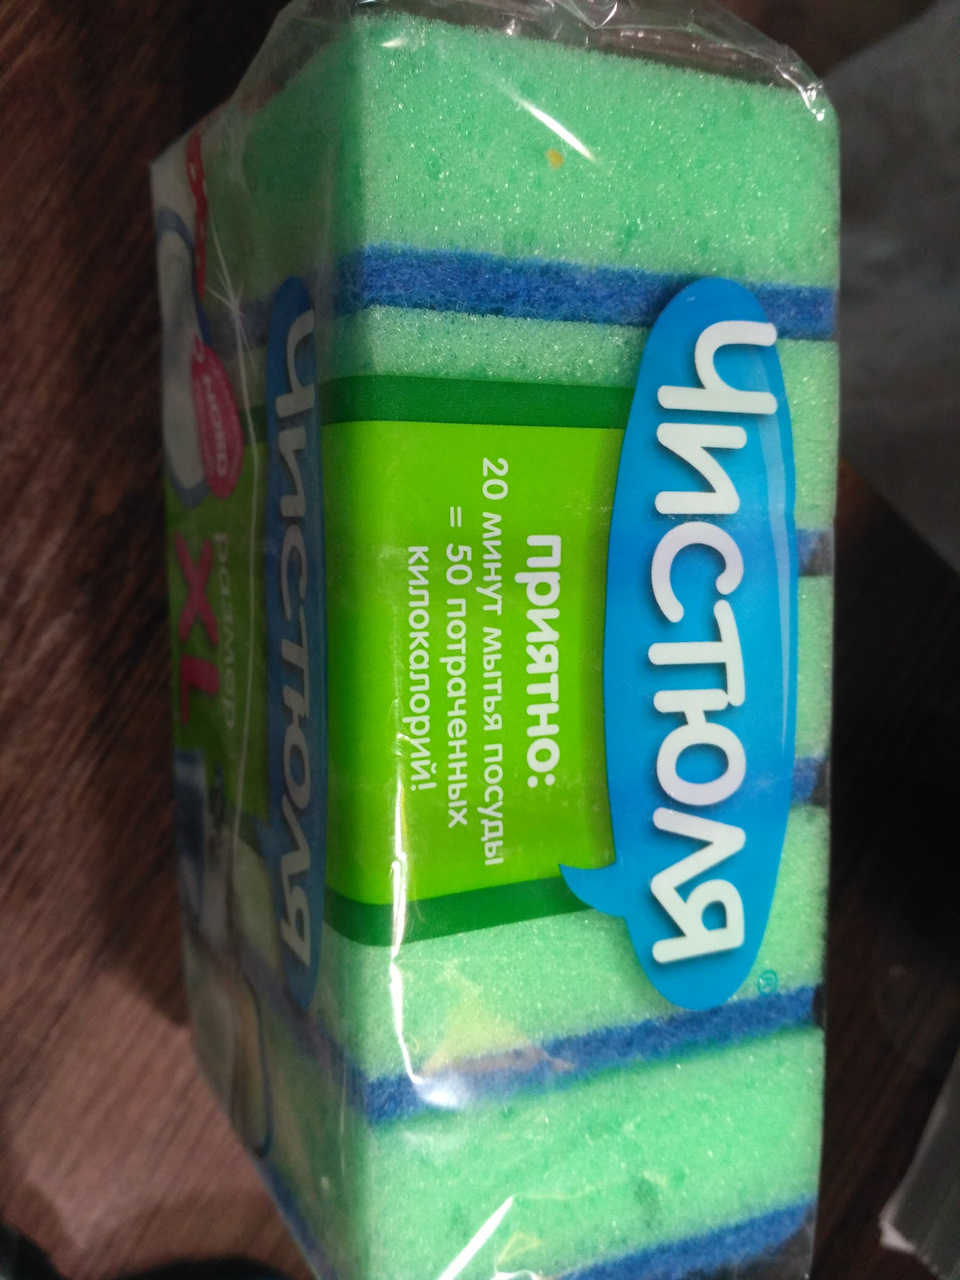 Чистюля
®
приятно:
20 минут мытья посуды
= 50 потраченных
килокалорий!
Чистюля
размер
XL